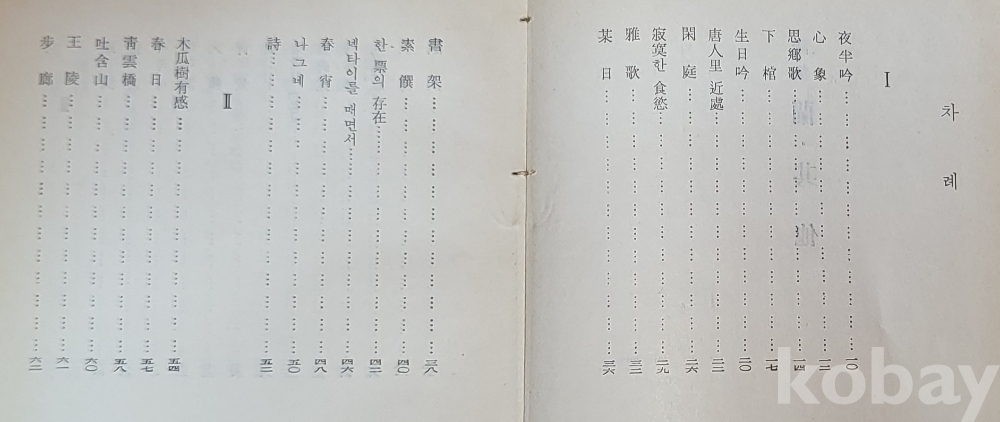 차례
I
夜半吟 … … … … … … … … … 一〇
心象 … … … … … … … … … 一二
思鄕歌 … … … … … … … … … 一四
下棺 … … … … … … … … … 一七
生日吟 … … … … … … … … … 二〇
唐人里 近處 … … … … … … … …
閑庭 … … … … … … … … … 二六
寂寞한 食慾 … … … … … … … … 二九
雅歌 … … … … … … … … …
某日 … … … … … … … … … 三六
書架 … … … … … … … … … … 三八
素饌 … … … … … … … … … … 四〇
한 票의 存在 … … … … … … … … 四二
넥타이를 매면서 … … … … … … … 四六
春宵 … … … … … … … … … … 四八
나그네 … … … … … … … … … … 五〇
詩 … … … … … … … … … … 五二
II
木瓜樹有感 … … … … … … … … 五四
春日 … … … … … … … … … 五七
靑雲橋 … … … … … … … … … 五八
吐含山 … … … … … … … … … 六〇
王陵 … … … … … … … … … 六一
步廊 … … … … … … … … … 六二
kobay